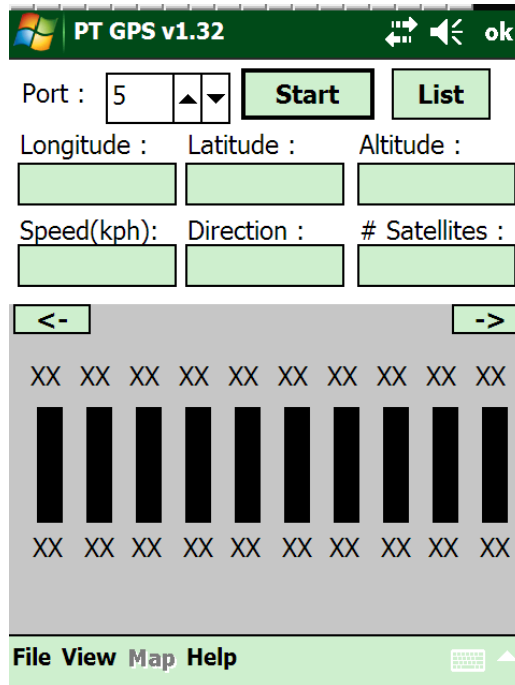 PT GPS v1.32 ok
Port : 5 Start List
Longitude : Latitude : Altitude :
Speed(kph): Direction : # Satellites :
<- ->
XX XX XX XX XX XX XX XX XX XX
XX XX XX XX XX XX XX XX XX XX
File View Map Help